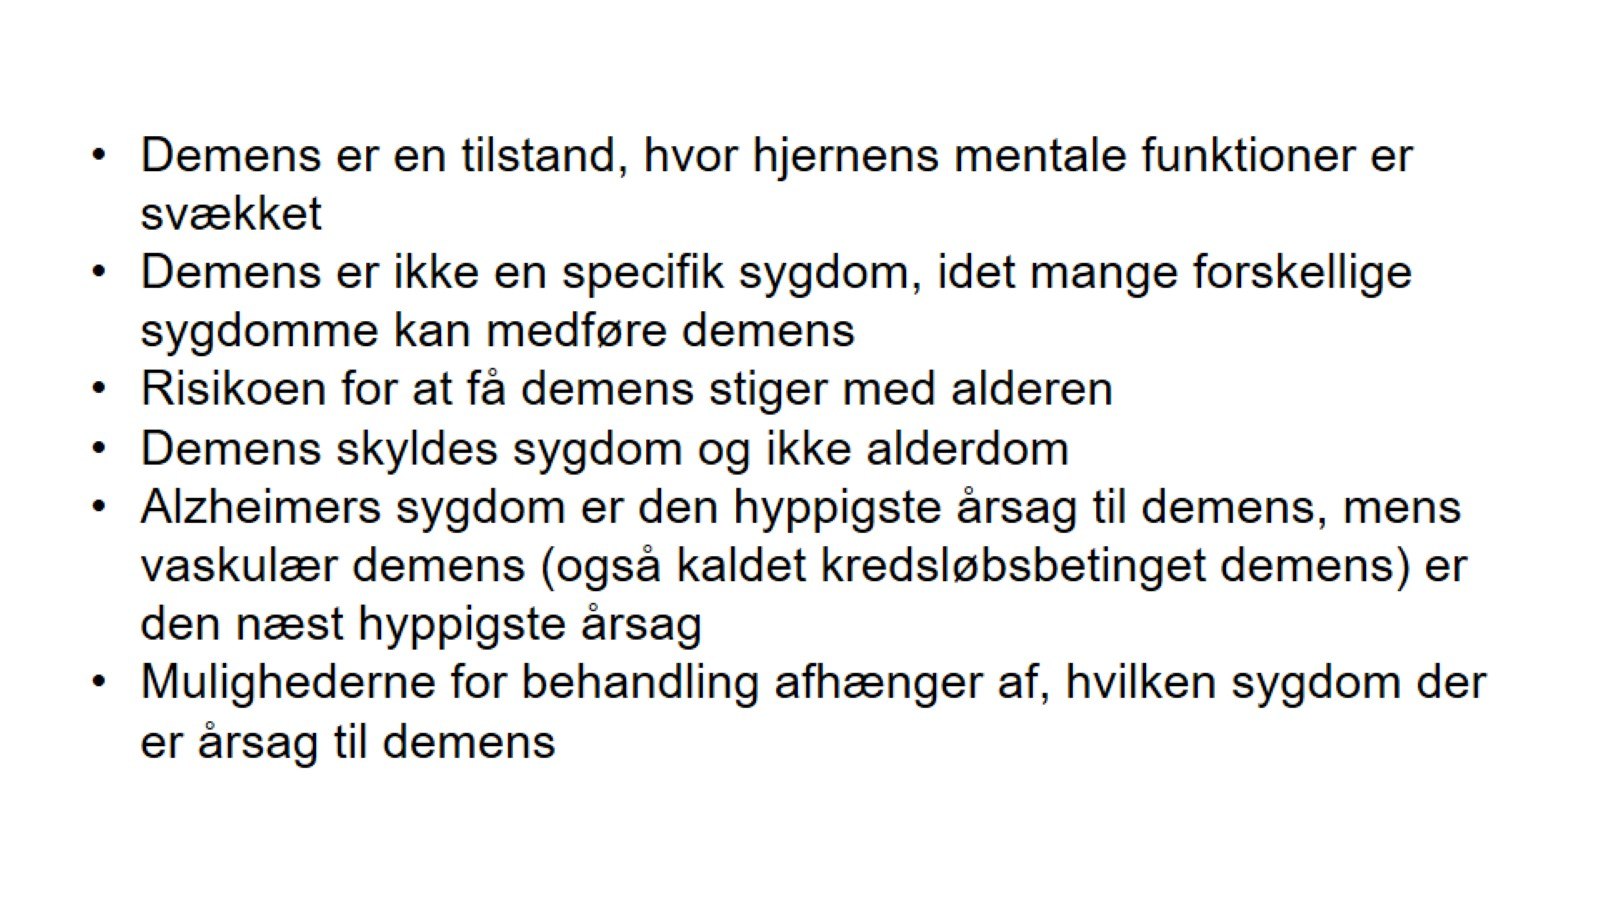 • Demens er en tilstand, hvor hjernens mentale funktioner er
svækket
• Demens er ikke en specifik sygdom, idet mange forskellige
sygdomme kan medføre demens
• Risikoen for at få demens stiger med alderen
• Demens skyldes sygdom og ikke alderdom
• Alzheimers sygdom er den hyppigste årsag til demens, mens
vaskulær demens (også kaldet kredsløbsbetinget demens) er
den næst hyppigste årsag
• Mulighederne for behandling afhænger af, hvilken sygdom der
er årsag til demens